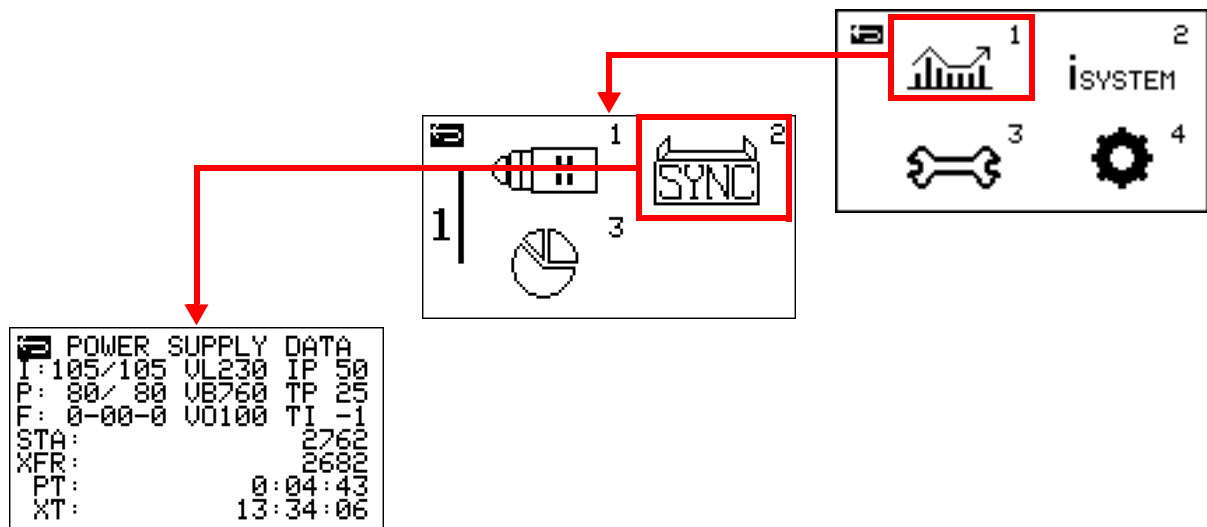 1 2
iSYSTEM
3 4
1 2
SYNC
1
3
POWER SUPPLY DATA
I:105/105 VL230 IP 50
P: 80/ 80 VB760 TP 25
F: 0-00-0 VO100 TI -1
STA: 2762
XFR: 2682
PT: 0:04:43
XT: 13:34:06